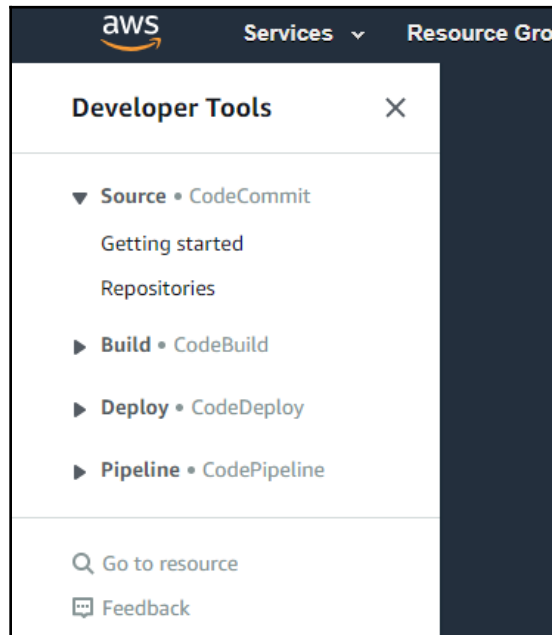 aws Services Resource Gro
Developer Tools
Source • CodeCommit
Getting started
Repositories
Build • CodeBuild
Deploy • CodeDeploy
Pipeline • CodePipeline
Go to resource
Feedback